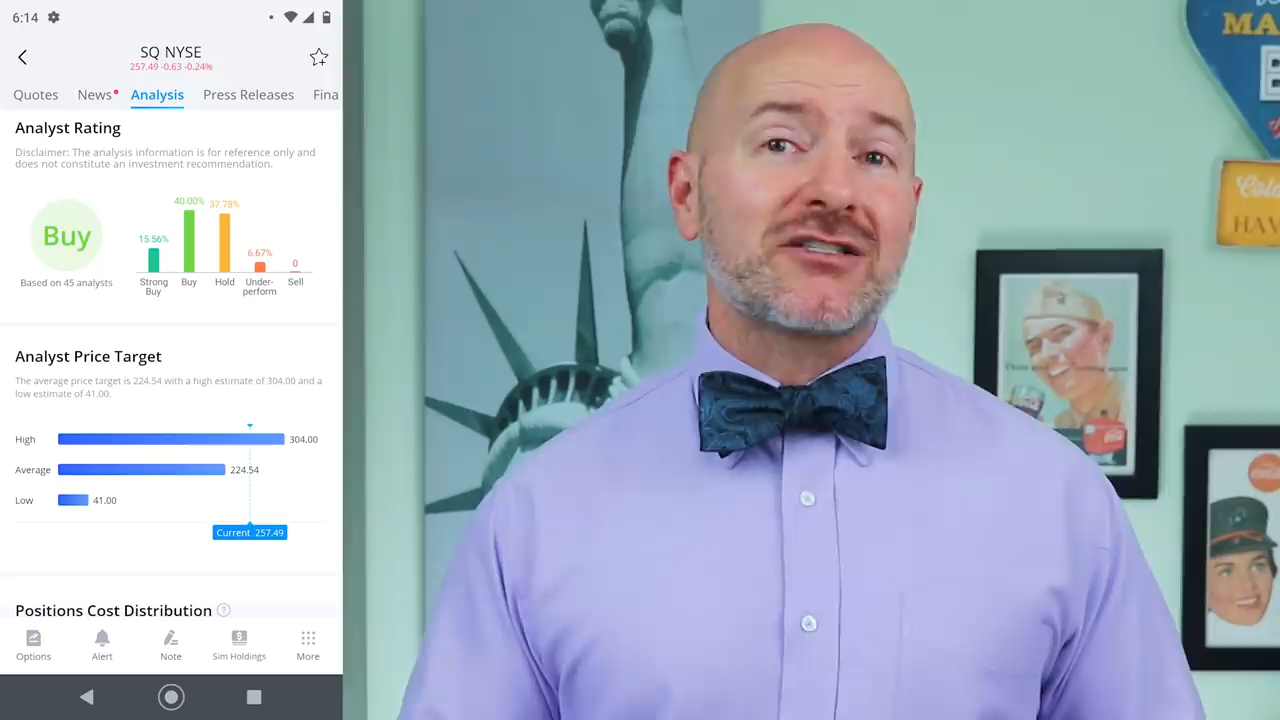 6:14
SQ NYSE
257.49 -0.63 -0.24%
Quotes News Analysis Press Releases Fina
Analyst Rating
Disclaimer: The analysis information is for reference only and
does not constitute an investment recommendation.
Buy
Based on 45 analysts
15.56% 40.00% 37.78% 6.67% 0
Strong Buy Hold Under- Sell
Buy perform
Analyst Price Target
The average price target is 224.54 with a high estimate of 304.00 and a
low estimate of 41.00.
High 304.00
Average 224.54
Low 41.00
Current 257.49
Positions Cost Distribution ?
Options Alert Note Sim Holdings More
MA
HAV